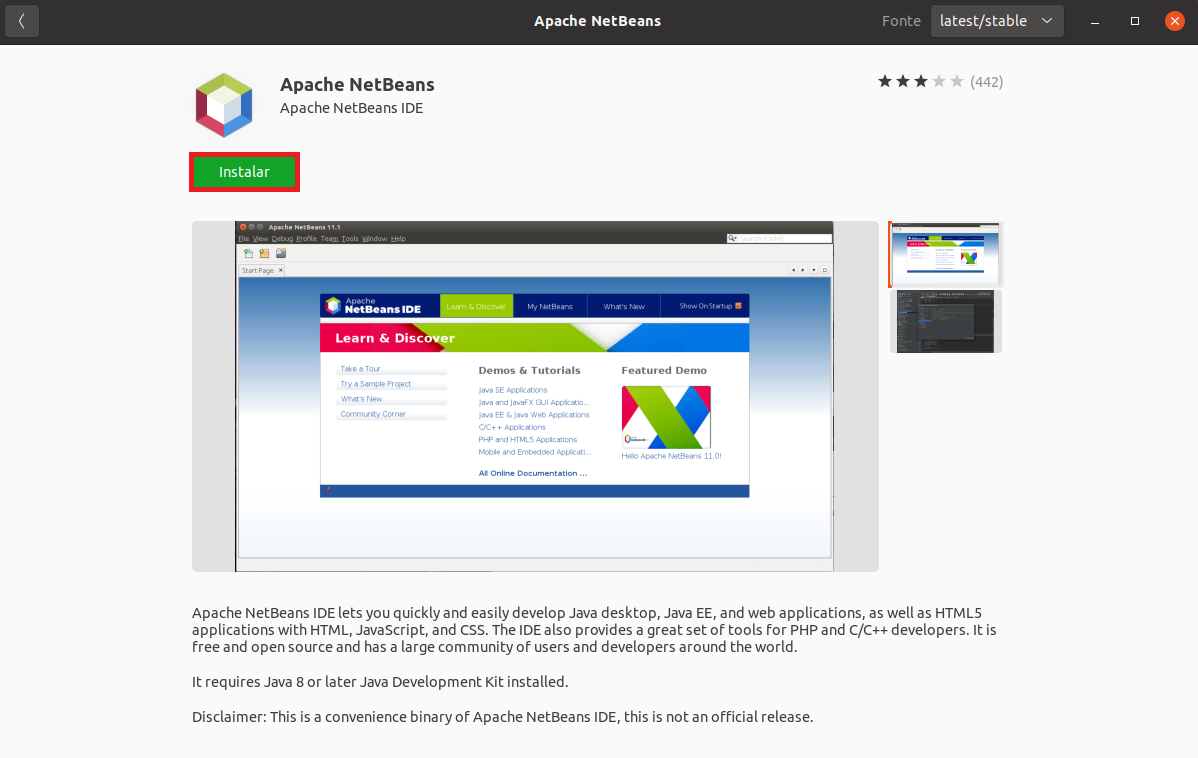 Apache NetBeans
Fonte latest/stable
Apache NetBeans
Apache NetBeans IDE
(442)
Instalar
Apache NetBeans 11.1
File View Debug Profile Team Tools Window Help
Search (Ctrl+I)
Start Page
Apache
NetBeans IDE
Learn & Discover
My NetBeans
What's New
Show On Startup
Learn & Discover
Take a Tour
Try a Sample Project
What's New
Community Corner
Demos & Tutorials
Java SE Applications
Java and JavaFX GUI Applicatio...
Java EE & Java Web Applications
C/C++ Applications
PHP and HTML5 Applications
Mobile and Embedded Applicati...
All Online Documentation ...
Featured Demo
Hello Apache NetBeans 11.0!
Apache NetBeans IDE lets you quickly and easily develop Java desktop, Java EE, and web applications, as well as HTML5
applications with HTML, JavaScript, and CSS. The IDE also provides a great set of tools for PHP and C/C++ developers. It is
free and open source and has a large community of users and developers around the world.
It requires Java 8 or later Java Development Kit installed.
Disclaimer: This is a convenience binary of Apache NetBeans IDE, this is not an official release.